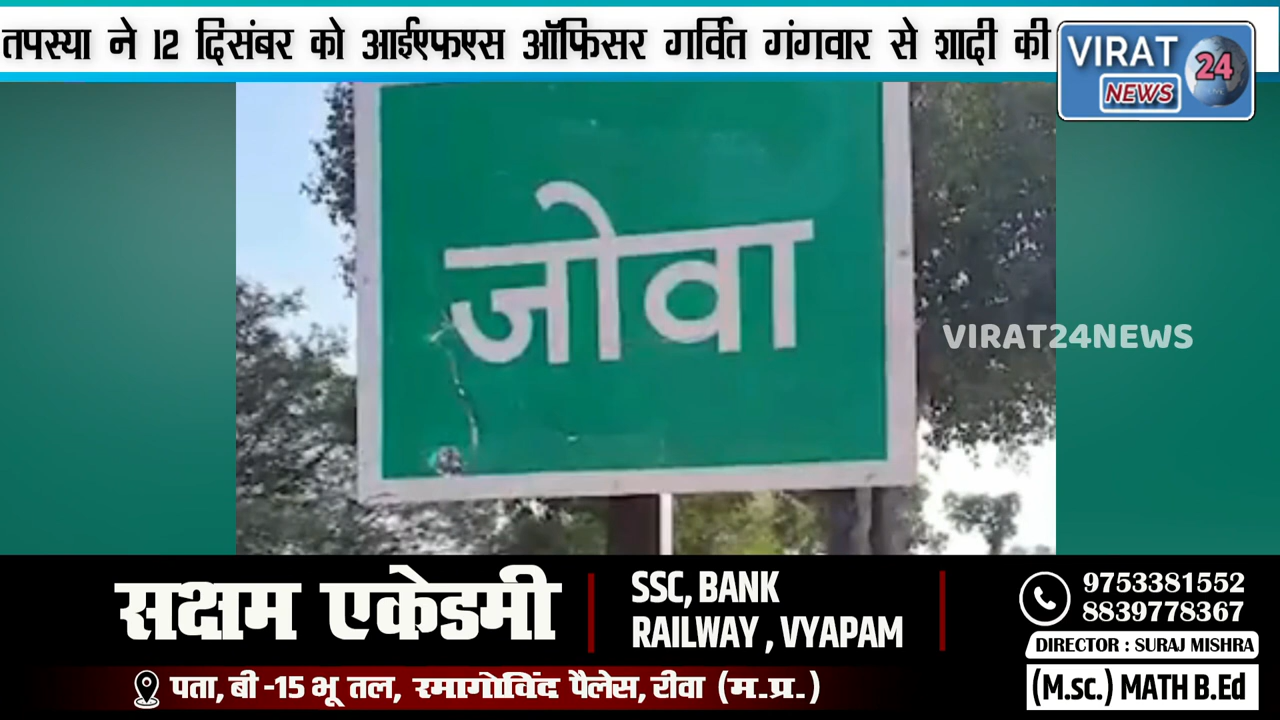 तपस्या ने 12 दिसंबर को आईएफएस ऑफिसर गर्वित गंगवार से शादी की
VIRAT
24
NEWS
जोवा
VIRAT24NEWS
सक्षम एकेडमी
SSC, BANK
RAILWAY , VYAPAM
9753381552
8839778367
DIRECTOR : SURAJ MISHRA
(M.sc.) MATH B.Ed
पता, बी -15 भू तल, रमागोविंद पैलेस, रीवा (म.प्र.)